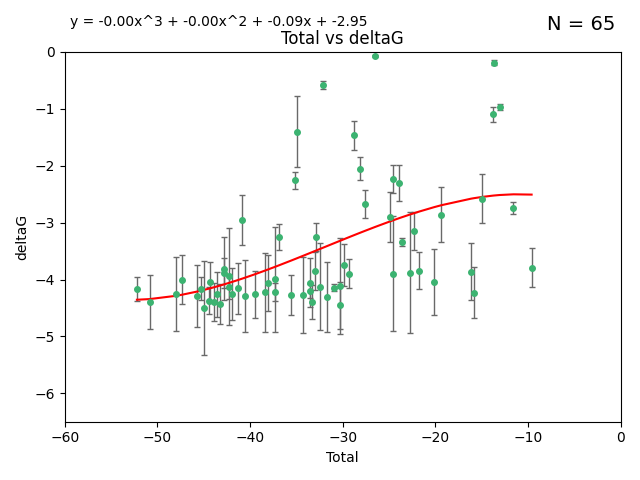 y = -0.00x^3 + -0.00x^2 + -0.09x + -2.95
N = 65
Total vs deltaG
0
−1
−2
−3
−4
−5
−6
deltaG
−60 −50 −40 −30 −20 −10 0
Total